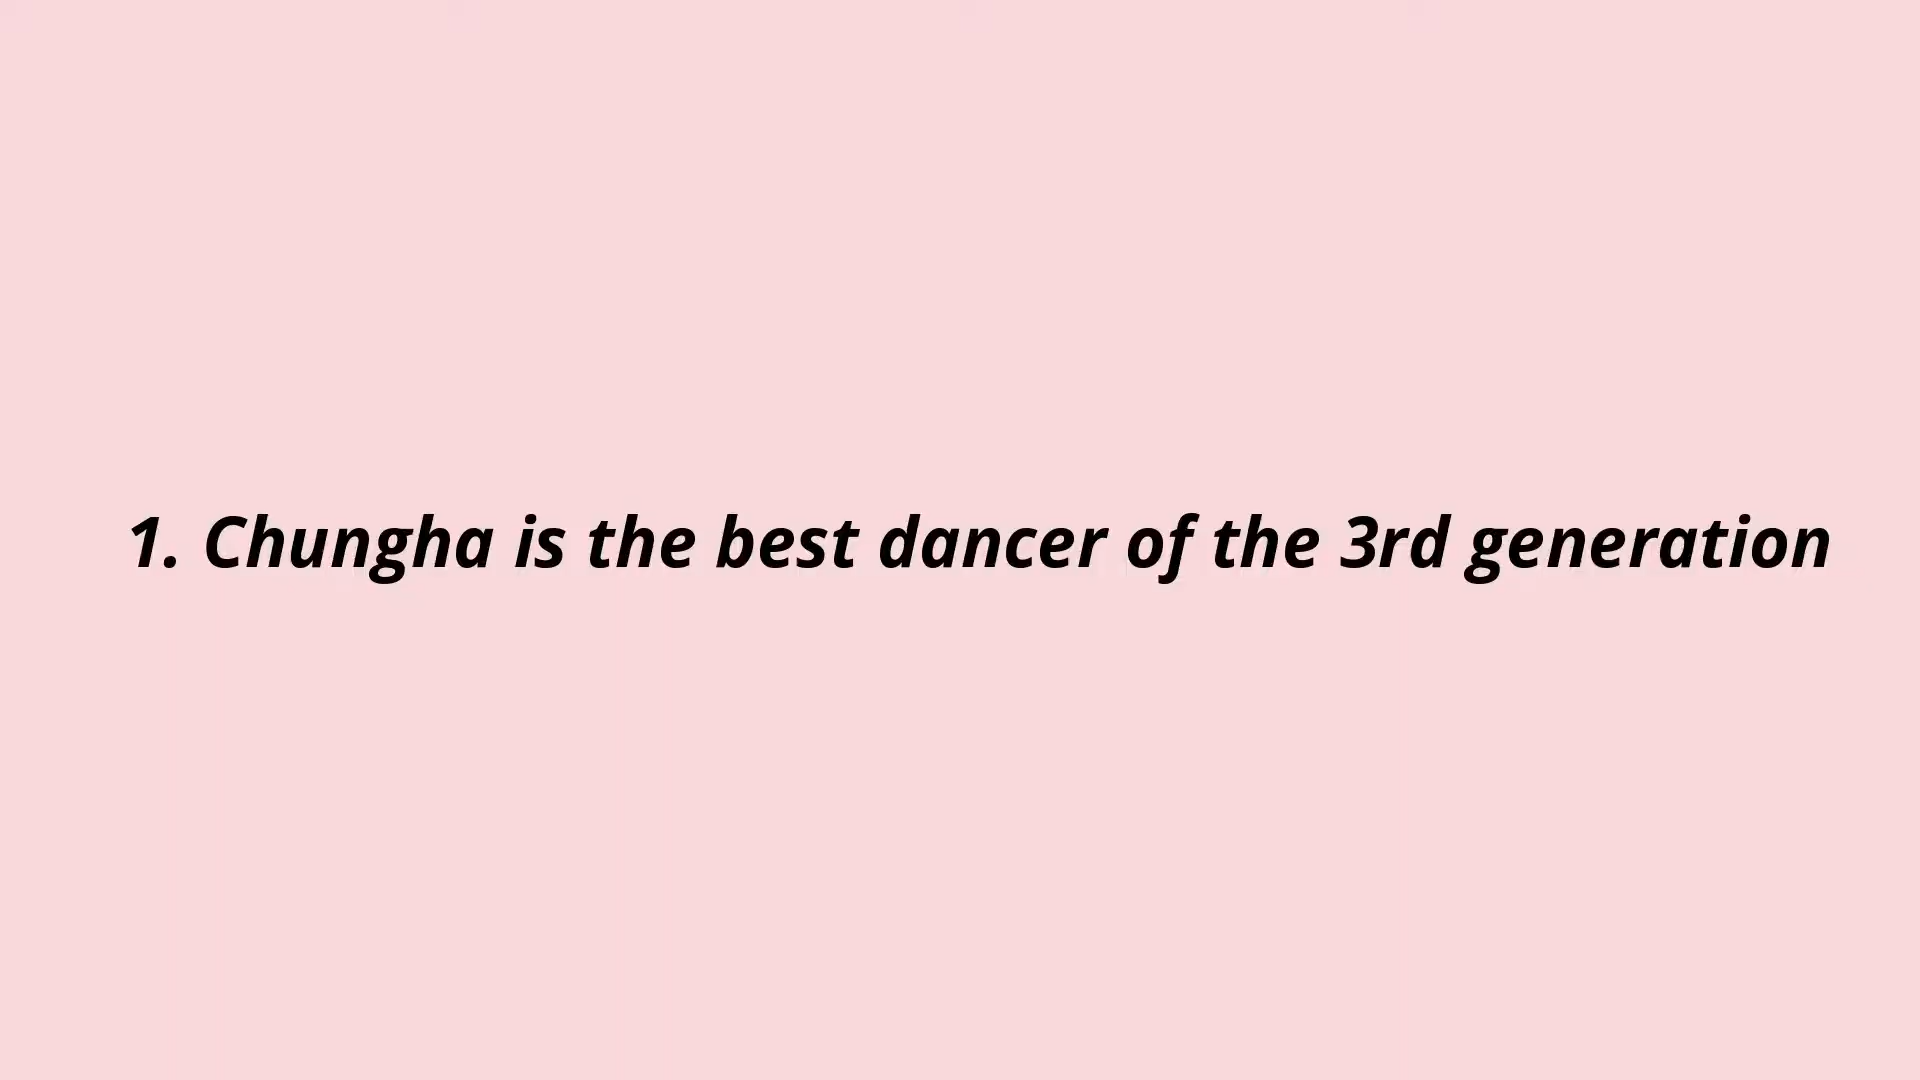 1. Chungha is the best dancer of the 3rd generation